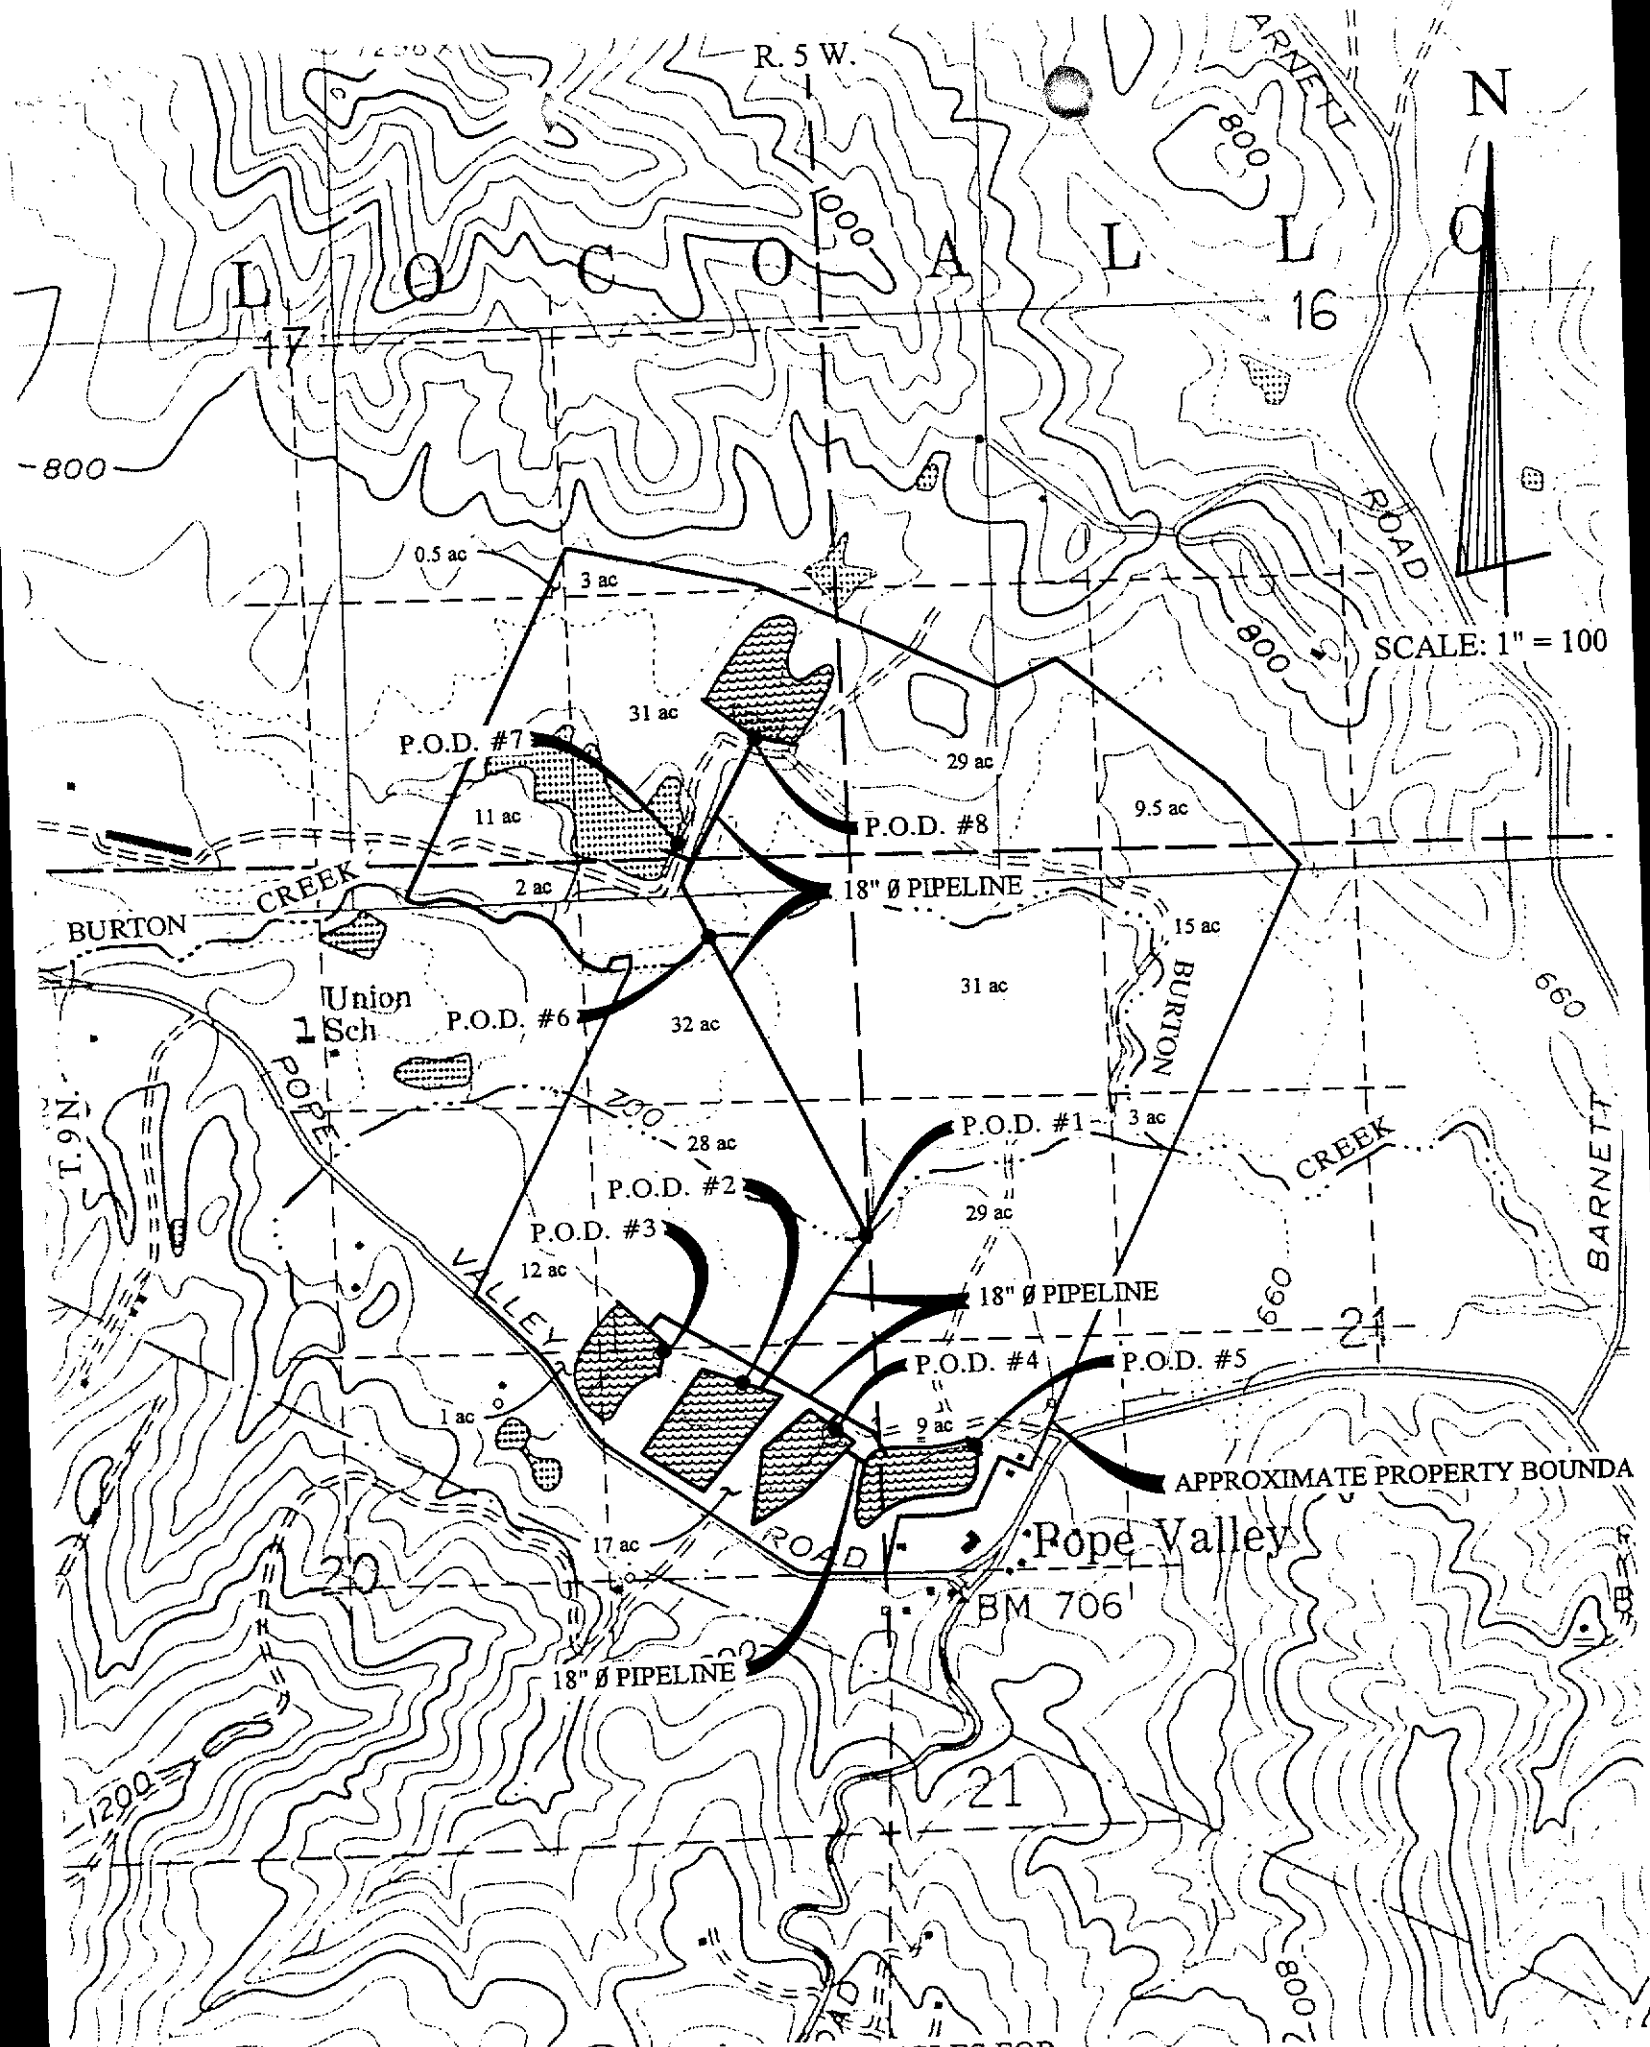 R. 5 W.
ARNETT
N
800
000
L O C O A L L O
17
16
800
ROAD
0.5 ac
3 ac
800
SCALE: 1" = 100
31 ac
P.O.D. #7
29 ac
9.5 ac
11 ac
P.O.D. #8
2 ac
18" Ø PIPELINE
CREEK
BURTON
15 ac
BURTON
31 ac
660
Union
Sch
P.O.D. #6
32 ac
POPE
700
T. 9 N.
28 ac
P.O.D. #1
3 ac
CREEK
BARNETT
P.O.D. #2
P.O.D. #3
29 ac
12 ac
VALLEY
18" Ø PIPELINE
660
21
P.O.D. #4
P.O.D. #5
1 ac
9 ac
APPROXIMATE PROPERTY BOUNDA
17 ac
ROAD
Pope Valley
20
BM 706
18" Ø PIPELINE
1200
21
800